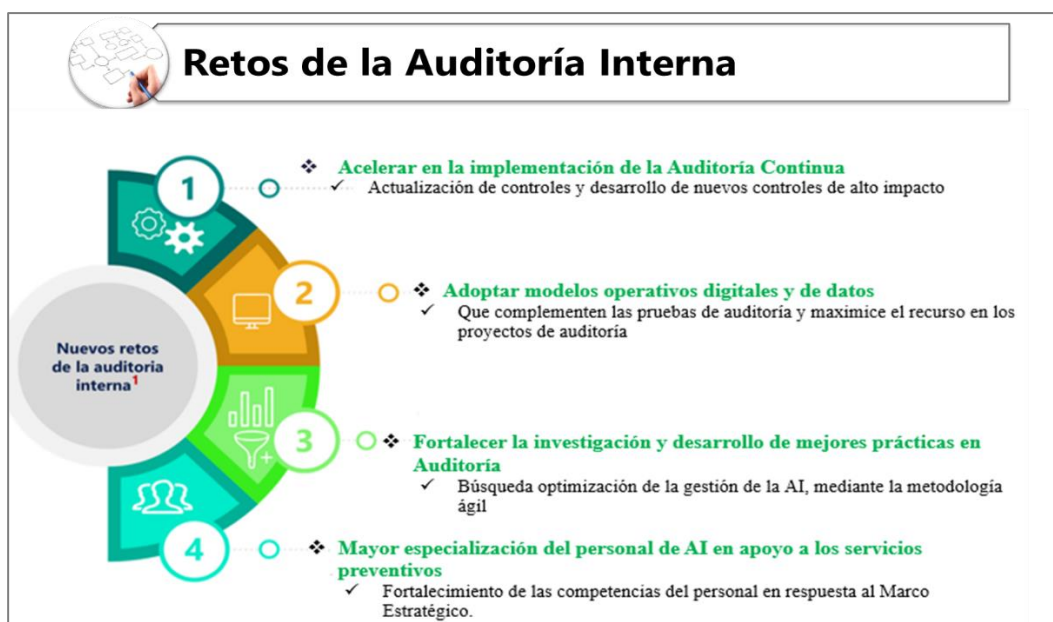 Retos de la Auditoría Interna
1
❖ Acelerar en la implementación de la Auditoría Continua
✓ Actualización de controles y desarrollo de nuevos controles de alto impacto
2
❖ Adoptar modelos operativos digitales y de datos
✓ Que complementen las pruebas de auditoría y maximice el recurso en los
proyectos de auditoría
Nuevos retos
de la auditoria
interna¹
3
❖ Fortalecer la investigación y desarrollo de mejores prácticas en
Auditoría
✓ Búsqueda optimización de la gestión de la AI, mediante la metodología
ágil
4
❖ Mayor especialización del personal de AI en apoyo a los servicios
preventivos
✓ Fortalecimiento de las competencias del personal en respuesta al Marco
Estratégico.